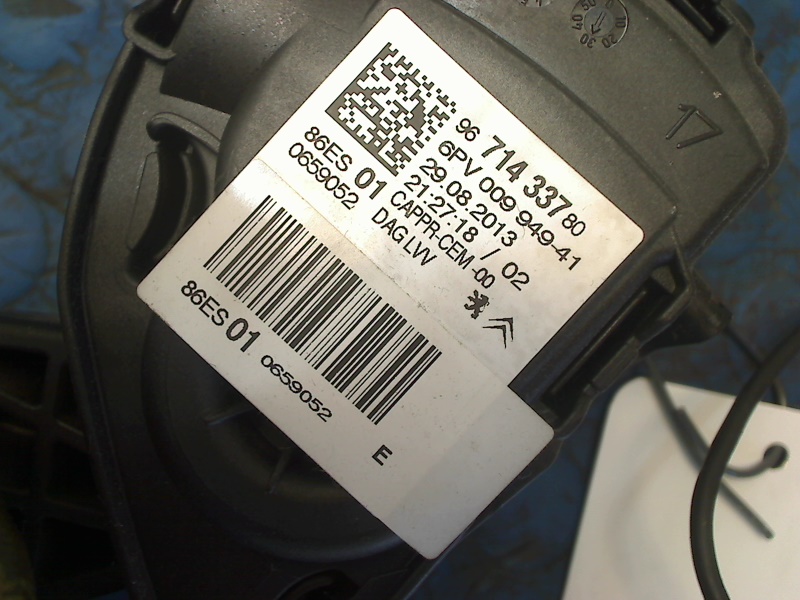 96 714 337 80
6PV 009 949-41
29.08.2013
21:27:18 / 02
CAPPR-CEM -00
DAG LVV
86ES 01
0659052
86ES 01 0659052
E
17